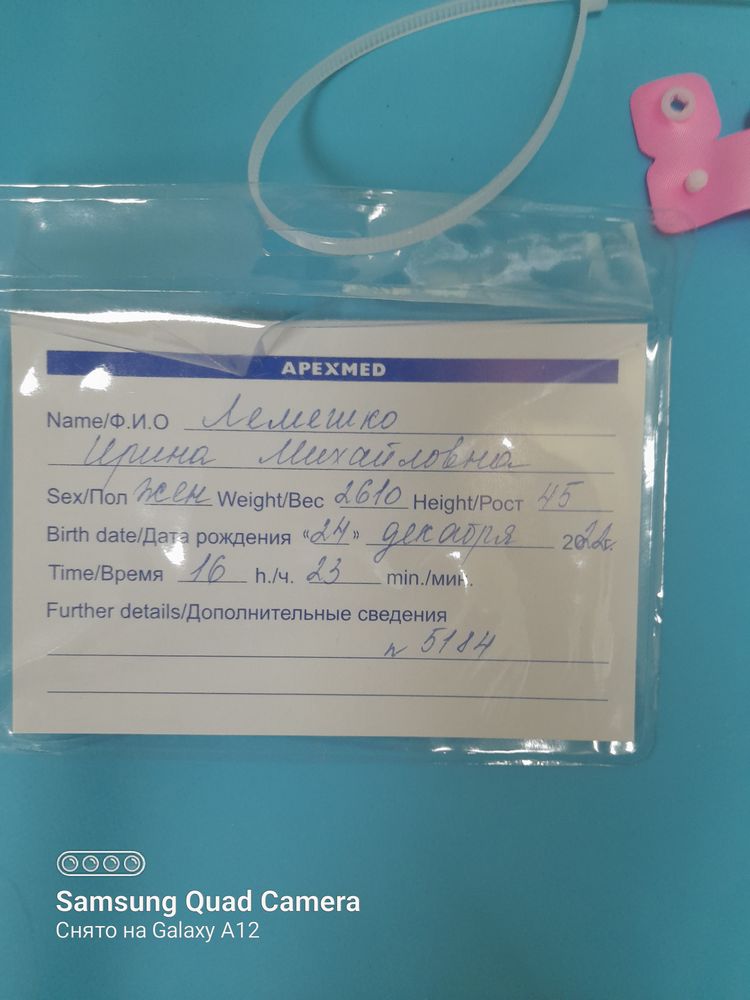 APEXMED
Name/Ф.И.О Лемешко
Ирина Михайловна
Sex/Пол жен Weight/Вес 2610 Height/Рост 45
Birth date/Дата рождения «24» декабря 2022г.
Time/Время 16 h./ч. 23 min./мин.
Further details/Дополнительные сведения
n 5184
Samsung Quad Camera
Снято на Galaxy A12